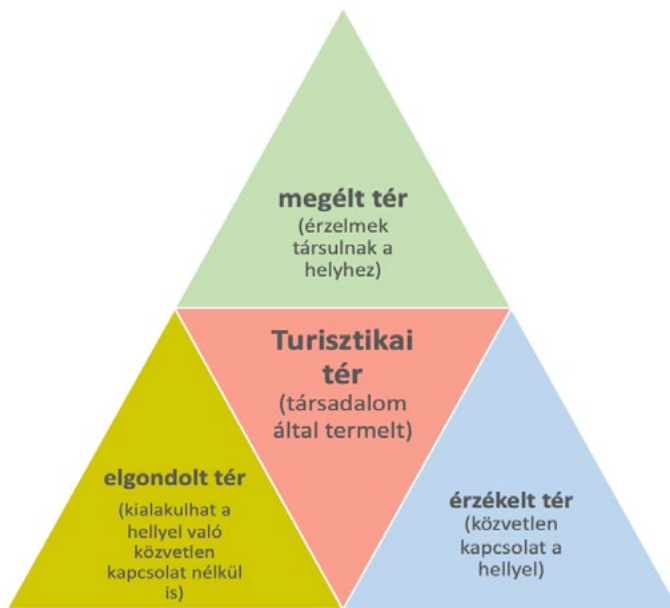 megélt tér
(érzelmek
társulnak a
helyhez)
Turisztikai
tér
(társadalom
által termelt)
elgondolt tér
(kialakulhat a
hellyel való
közvetlen
kapcsolat nélkül
is)
érzékelt tér
(közvetlen
kapcsolat a
hellyel)